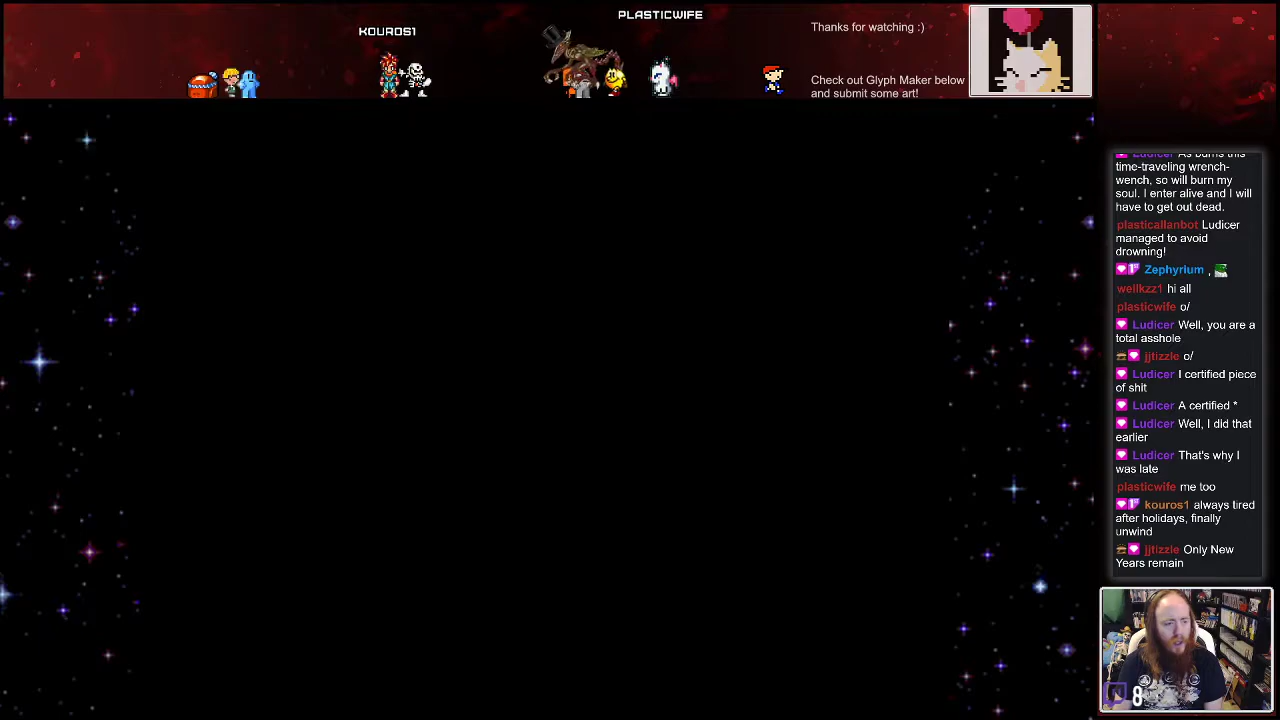 PLASTICWIFE
KOUROS1
Thanks for watching :)
Check out Glyph Maker below
and submit some art!
Ludicer As burns this
time-traveling wrench-
wench, so will burn my
soul. I enter alive and I will
have to get out dead.
plasticallanbot Ludicer
managed to avoid
drowning!
Zephyrium ,
wellkzz1 hi all
plasticwife o/
Ludicer Well, you are a
total asshole
jjtizzle o/
Ludicer I certified piece
of shit
Ludicer A certified *
Ludicer Well, I did that
earlier
Ludicer That's why I
was late
plasticwife me too
kouros1 always tired
after holidays, finally
unwind
jjtizzle Only New
Years remain
8